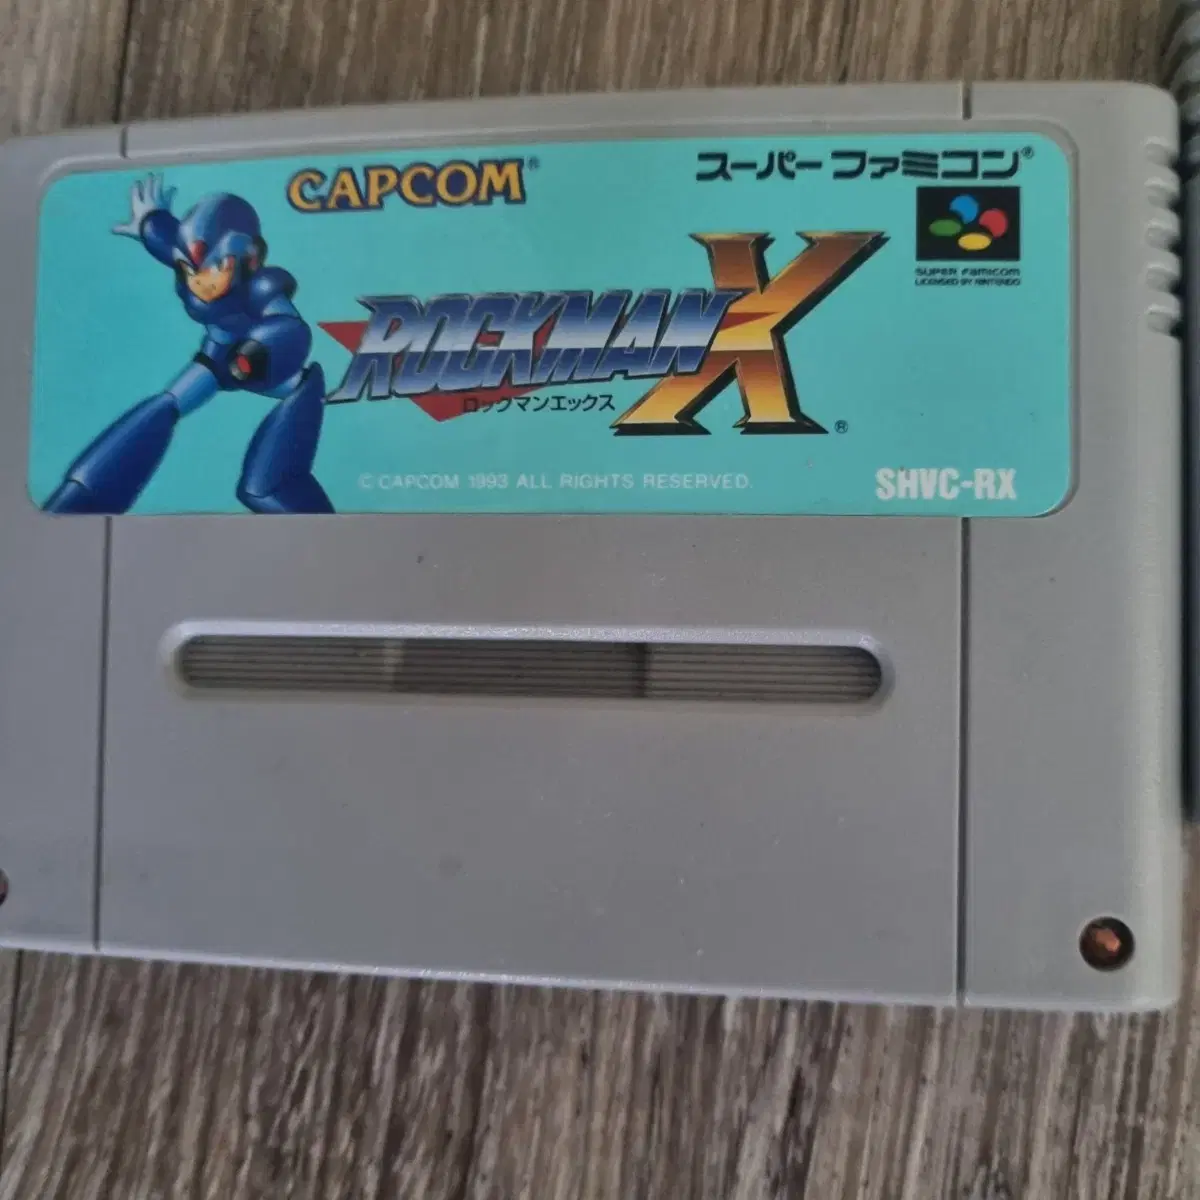 CAPCOM®
スーパーファミコン®
SUPER Famicom
LICENSED BY NINTENDO
ROCKMAN X
ロックマンエックス
®
© CAPCOM 1993 ALL RIGHTS RESERVED.
SHVC-RX